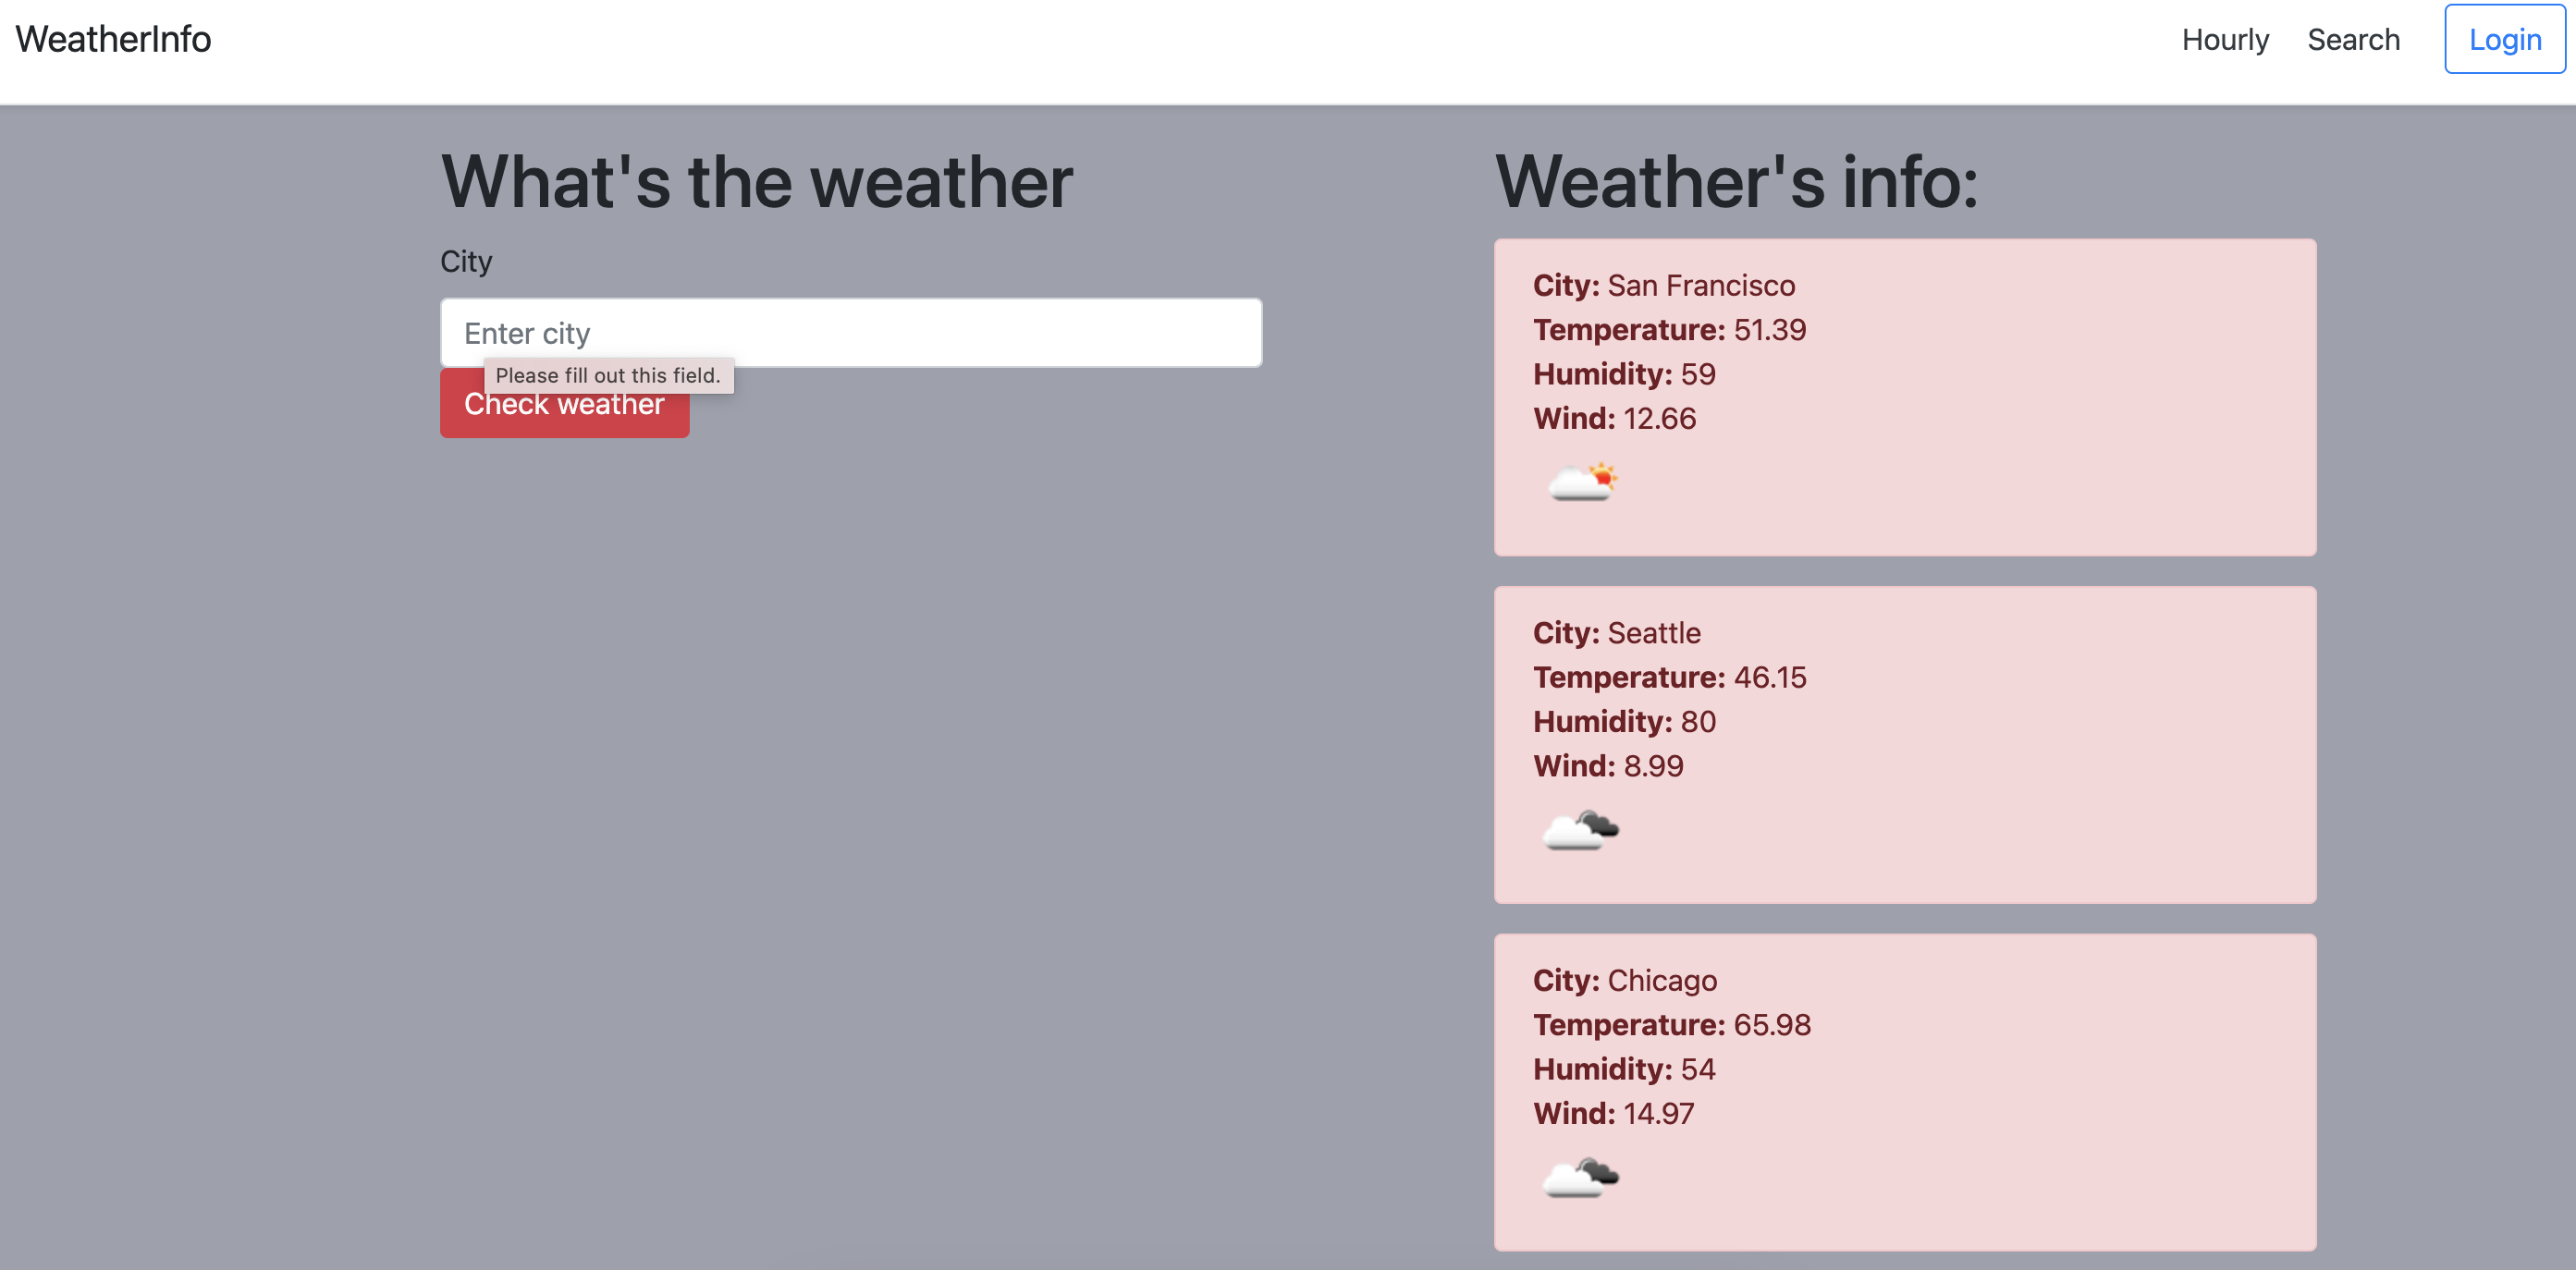 WeatherInfo
Hourly
Search
Login
What's the weather
City
Enter city
Please fill out this field.
Check weather
Weather's info:
City: San Francisco
Temperature: 51.39
Humidity: 59
Wind: 12.66
City: Seattle
Temperature: 46.15
Humidity: 80
Wind: 8.99
City: Chicago
Temperature: 65.98
Humidity: 54
Wind: 14.97